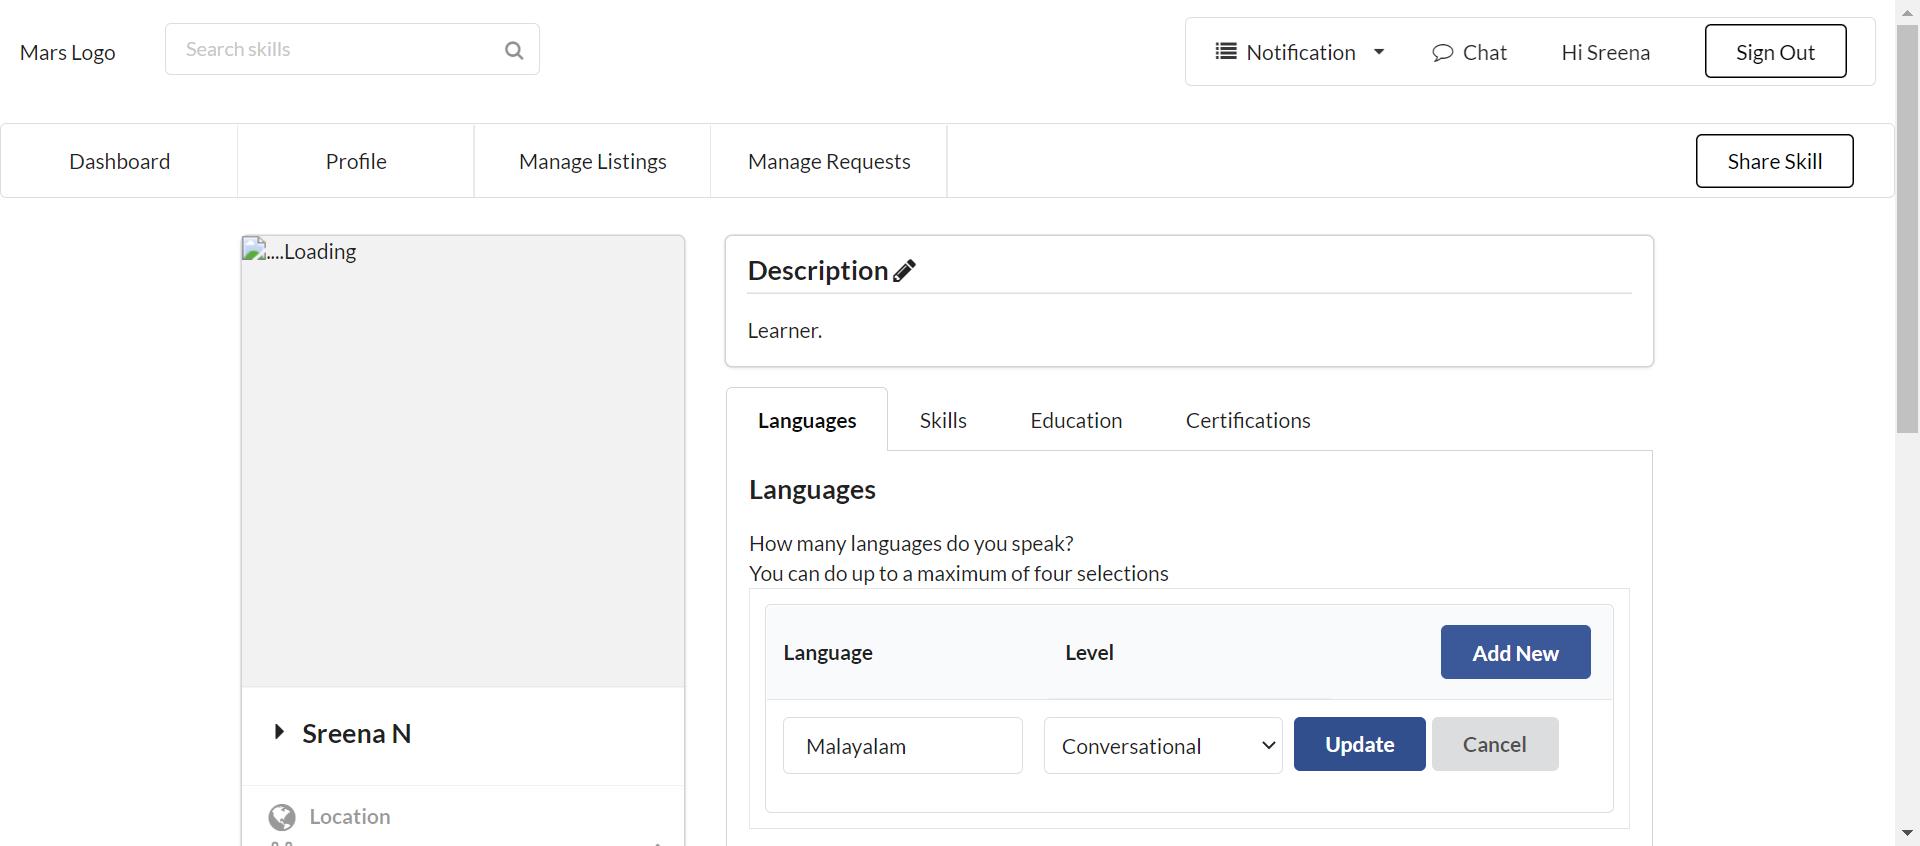 Mars Logo
Search skills
Notification
Chat
Hi Sreena
Sign Out
Dashboard
Profile
Manage Listings
Manage Requests
Share Skill
....Loading
Description
Learner.
Languages
Skills
Education
Certifications
Languages
How many languages do you speak?
You can do up to a maximum of four selections
Language
Level
Add New
Malayalam
Conversational
Update
Cancel
Sreena N
Location